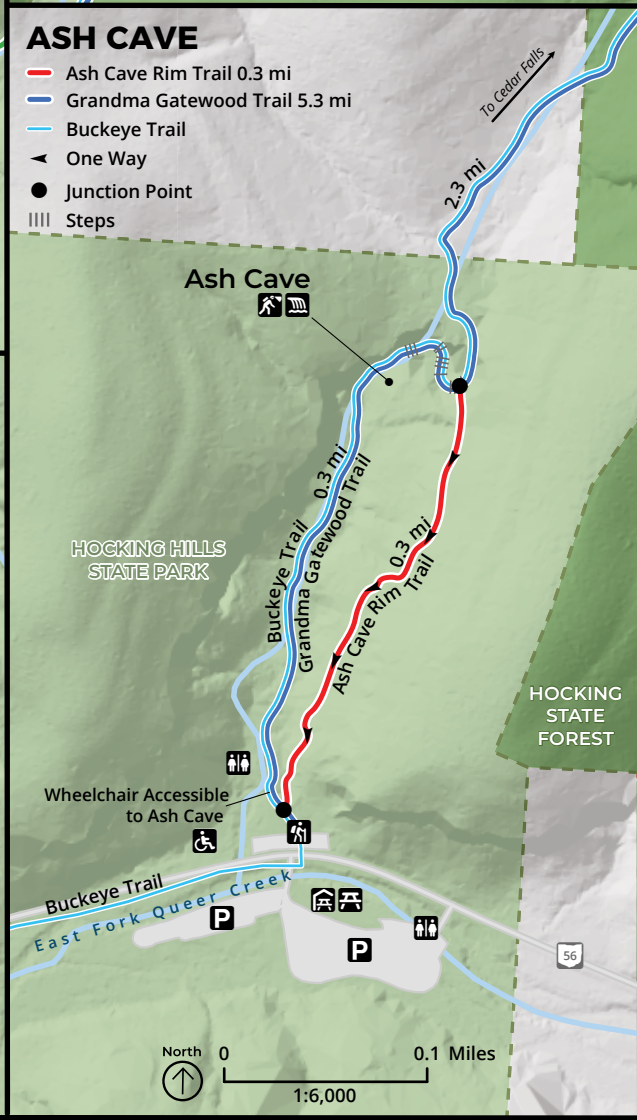 ASH CAVE
Ash Cave Rim Trail 0.3 mi
Grandma Gatewood Trail 5.3 mi
Buckeye Trail
One Way
Junction Point
Steps
To Cedar Falls
2.3 mi
Ash Cave
0.3 mi
Buckeye Trail
Grandma Gatewood Trail
0.3 mi
Ash Cave Rim Trail
HOCKING HILLS
STATE PARK
HOCKING
STATE
FOREST
Wheelchair Accessible
to Ash Cave
Buckeye Trail
East Fork Queer Creek
P
P
56
North
0
0.1 Miles
1:6,000